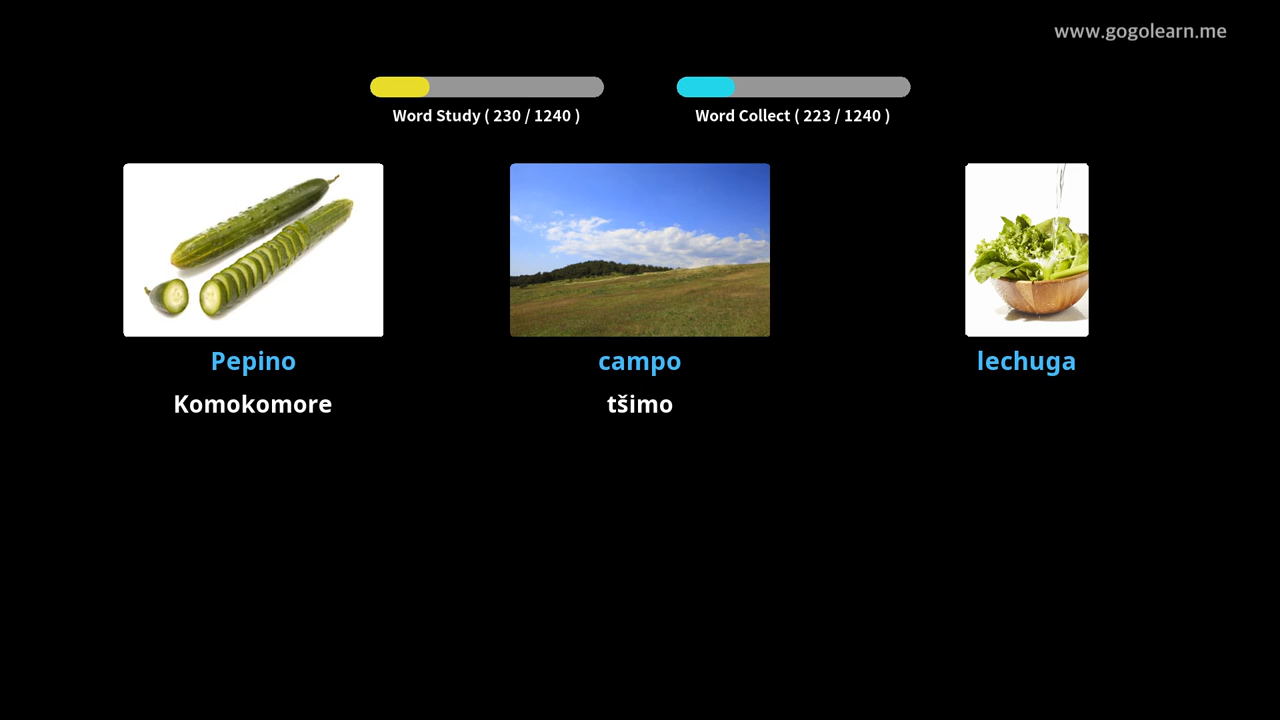 www.gogolearn.me
Word Study ( 230 / 1240 )
Word Collect ( 223 / 1240 )
Pepino
campo
lechuga
Komokomore
tšimo